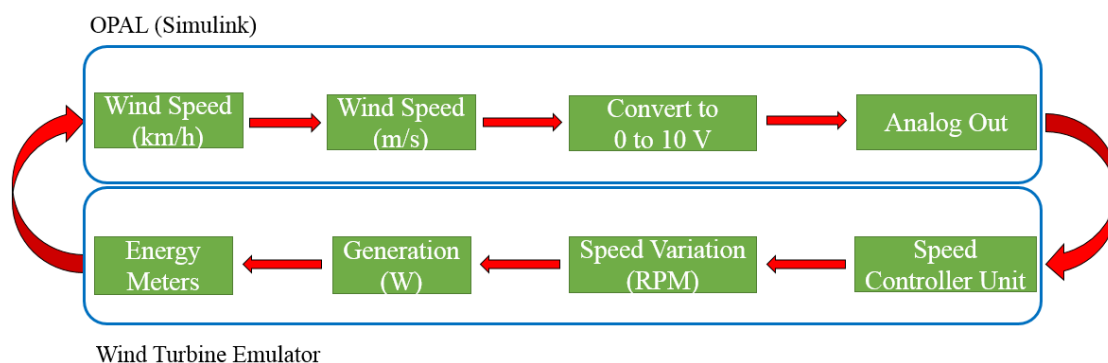 OPAL (Simulink)
Wind Speed
(km/h)
Wind Speed
(m/s)
Convert to
0 to 10 V
Analog Out
Energy
Meters
Generation
(W)
Speed Variation
(RPM)
Speed
Controller Unit
Wind Turbine Emulator